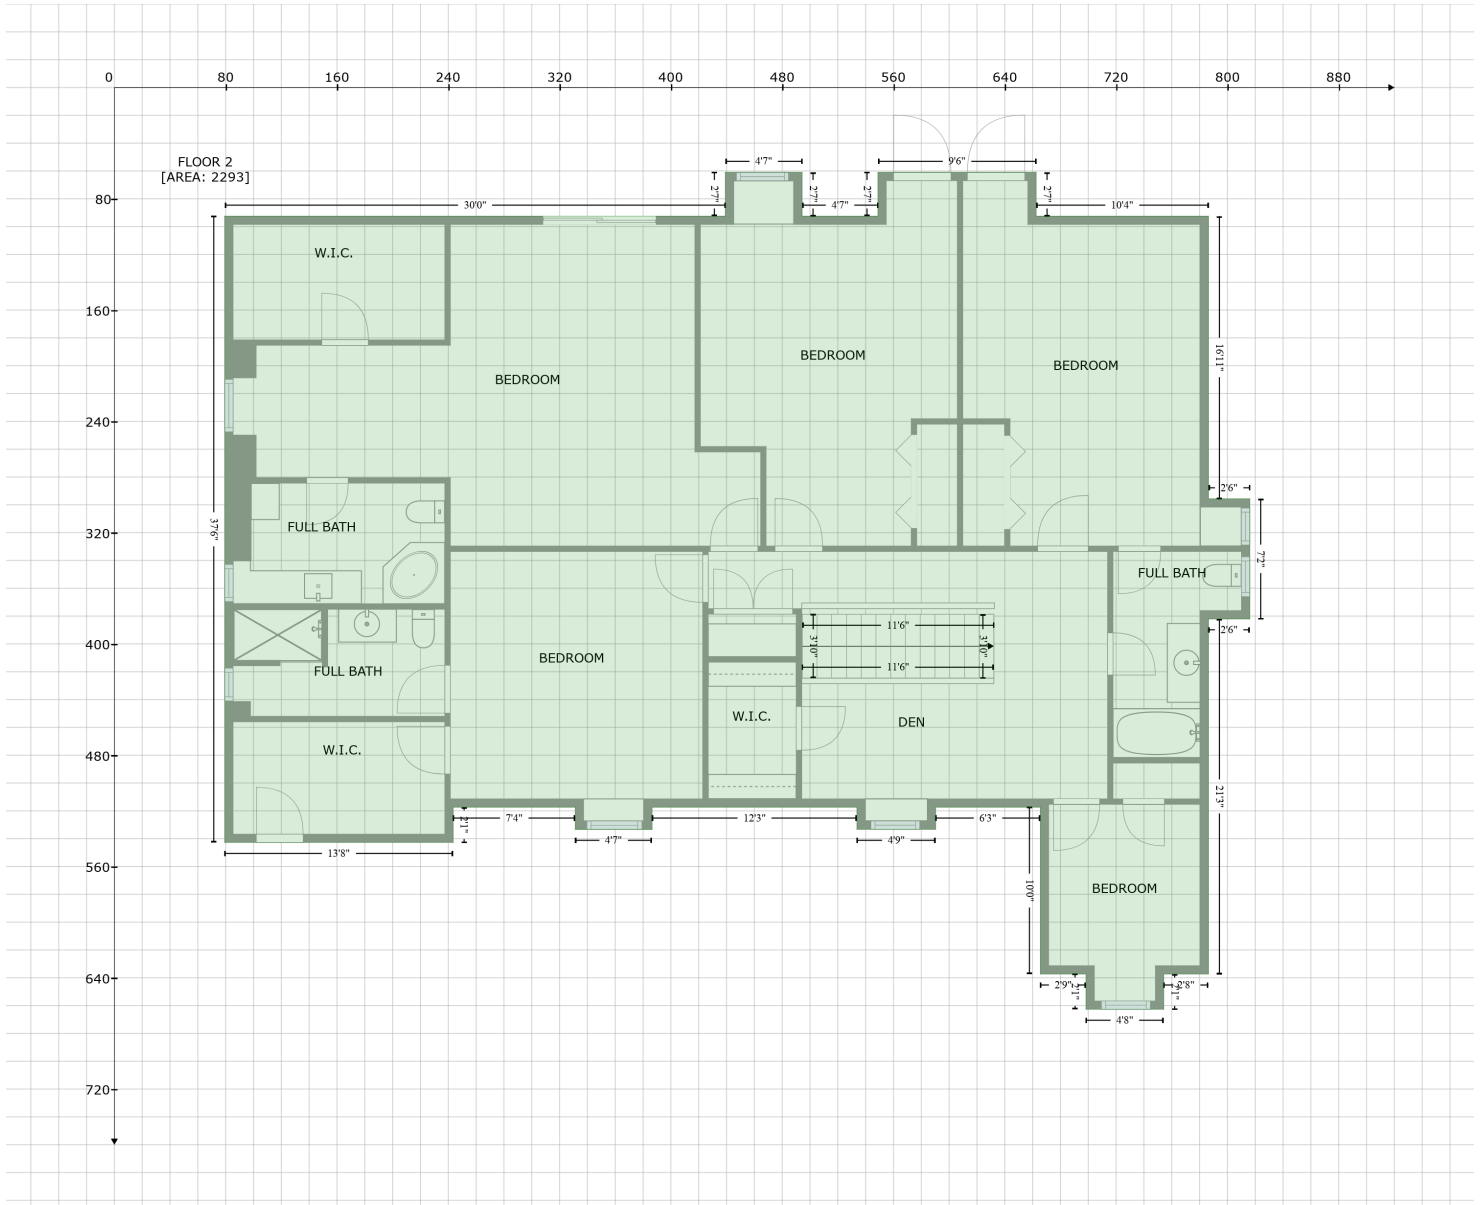 0 80 160 240 320 400 480 560 640 720 800 880
FLOOR 2
[AREA: 2293]
4'7" 9'6"
2'7" 2'7" 2'7" 2'7"
80
30'0" 4'7" 10'4"
W.I.C.
160
16'11"
BEDROOM
BEDROOM
BEDROOM
240
2'6"
FULL BATH
320
37'6"
7'2"
FULL BATH
400
11'6"
3'10" 3'10"
11'6"
2'6"
BEDROOM
FULL BATH
W.I.C.
DEN
480
W.I.C.
21'3"
2'1"
7'4" 12'3" 6'3"
4'7" 4'9"
13'8"
560
10'0"
BEDROOM
640
2'9" 2'1" 2'1" 2'8"
4'8"
720